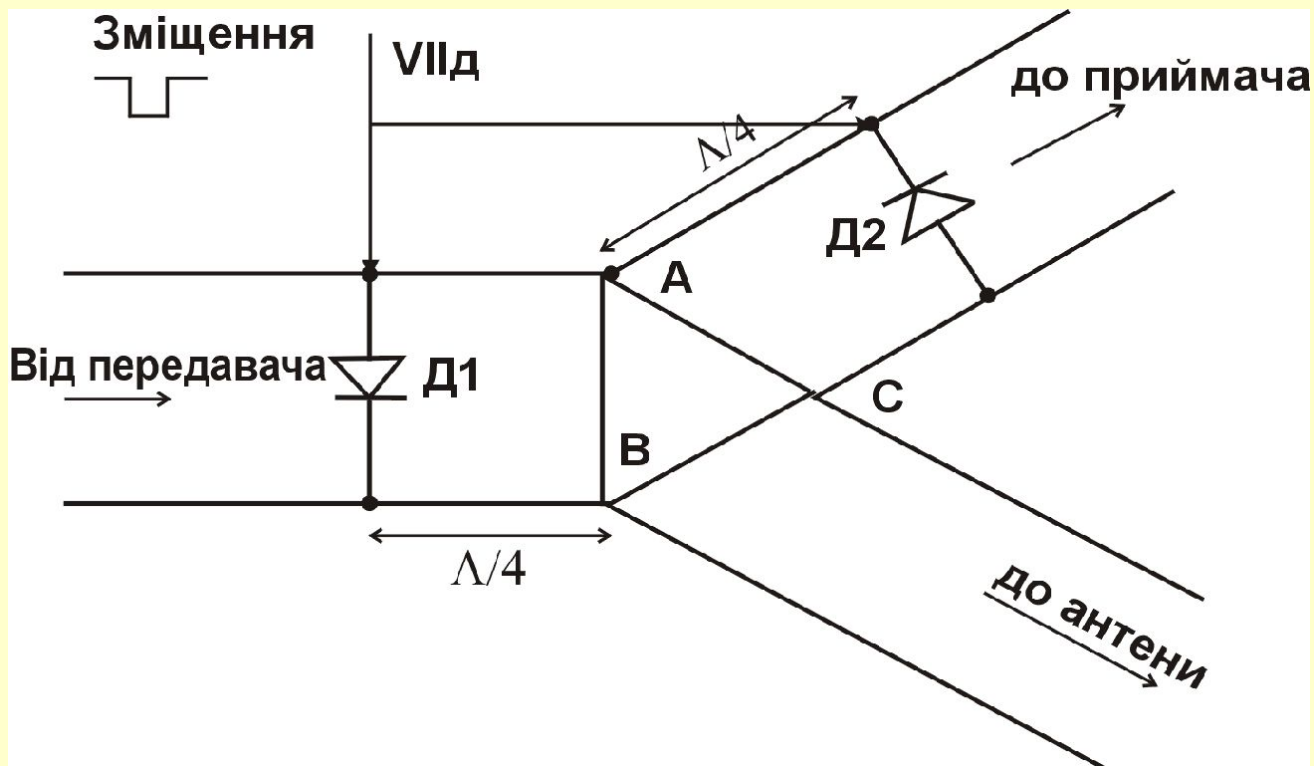 Зміщення
VIIд
до приймача
Λ/4
Д2
А
Від передавача
Д1
С
В
Λ/4
до антени